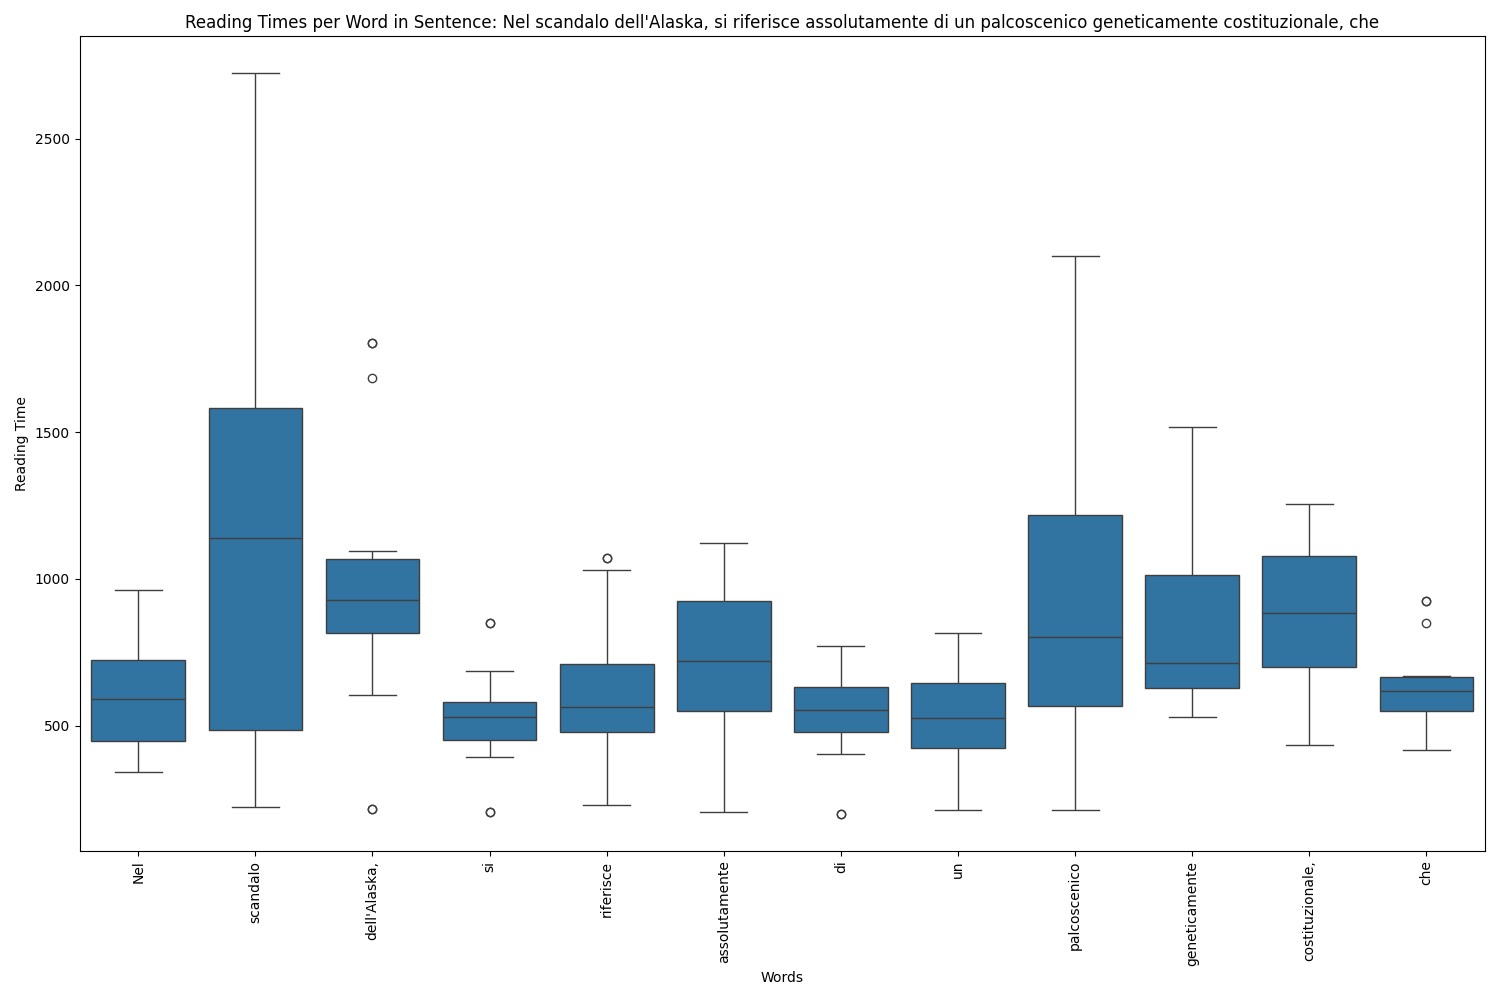 Reading Times per Word in Sentence: Nel scandalo dell'Alaska, si riferisce assolutamente di un palcoscenico geneticamente costituzionale, che
Reading Time
2500
2000
1500
1000
500
Nel
scandalo
dell'Alaska,
si
riferisce
assolutamente
di
un
palcoscenico
geneticamente
costituzionale,
che
Words